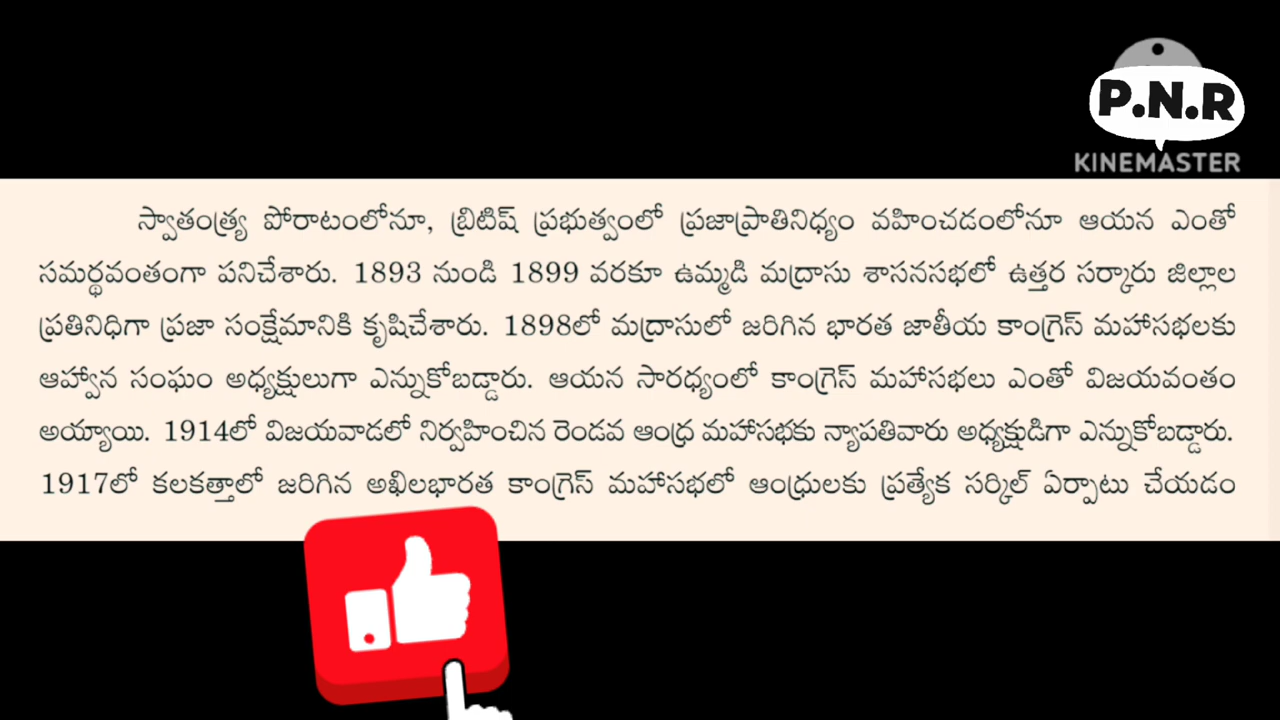 P.N.R
KINEMASTER
స్వాతంత్ర్య పోరాటంలోనూ, బ్రిటిష్ ప్రభుత్వంలో ప్రజాప్రాతినిధ్యం వహించడంలోనూ ఆయన ఎంతో
సమర్థవంతంగా పనిచేశారు. 1893 నుండి 1899 వరకూ ఉమ్మడి మద్రాసు శాసనసభలో ఉత్తర సర్కారు జిల్లాల
ప్రతినిధిగా ప్రజా సంక్షేమానికి కృషిచేశారు. 1898లో మద్రాసులో జరిగిన భారత జాతీయ కాంగ్రెస్ మహాసభలకు
ఆహ్వాన సంఘం అధ్యక్షులుగా ఎన్నుకోబడ్డారు. ఆయన సారధ్యంలో కాంగ్రెస్ మహాసభలు ఎంతో విజయవంతం
అయ్యాయి. 1914లో విజయవాడలో నిర్వహించిన రెండవ ఆంధ్ర మహాసభకు న్యాపతివారు అధ్యక్షుడిగా ఎన్నుకోబడ్డారు.
1917లో కలకత్తాలో జరిగిన అఖిలభారత కాంగ్రెస్ మహాసభలో ఆంధ్రులకు ప్రత్యేక సర్కిల్ ఏర్పాటు చేయడం